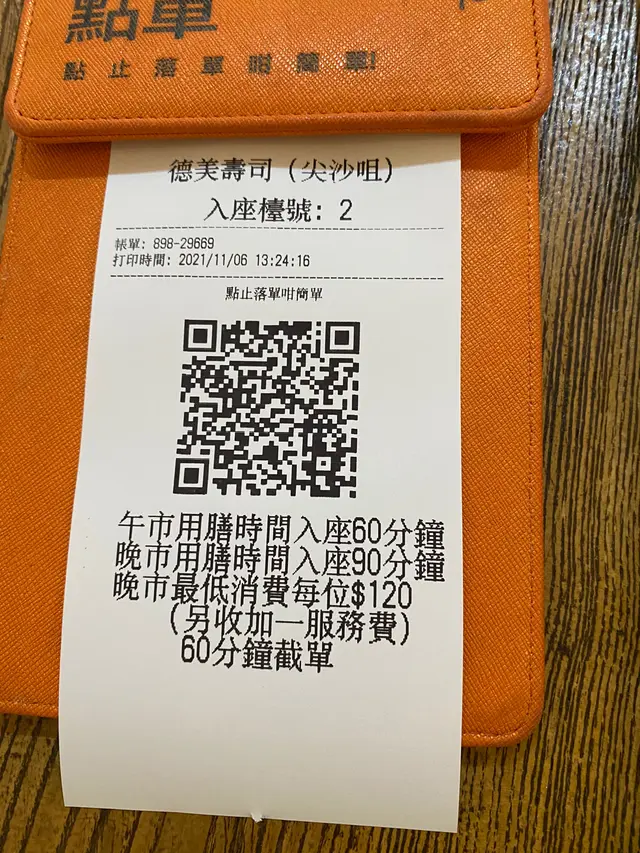 點單
點止落單咁簡單!
德美壽司 (尖沙咀)
入座檯號: 2
帳單: 898-29669
打印時間: 2021/11/06 13:24:16
點止落單咁簡單
午市用膳時間入座60分鐘
晚市用膳時間入座90分鐘
晚市最低消費每位$120
(另收加一服務費)
60分鐘截單